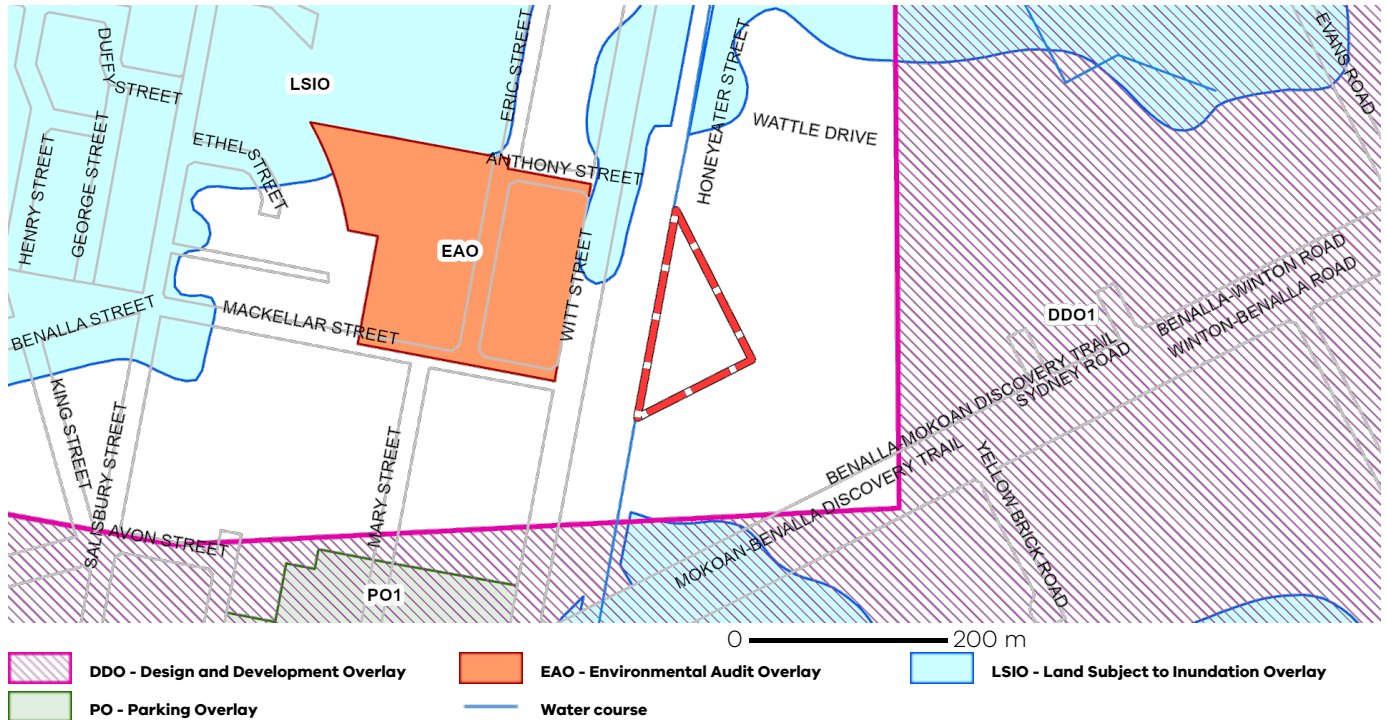 DUFFY STREET
LSIO
ERIC STREET
HONEYEATER STREET
EVANS ROAD
WATTLE DRIVE
ETHEL STREET
ANTHONY STREET
HENRY STREET
GEORGE STREET
EAO
WITT STREET
BENALLA STREET
MACKELLAR STREET
DDO1
BENALLA-WINTON ROAD
WINTON-BENALLA ROAD
BENALLA-MOKOAN DISCOVERY TRAIL
SYDNEY ROAD
KING STREET
SALISBURY STREET
MARY STREET
MOKOAN-BENALLA DISCOVERY TRAIL
YELLOW BRICK ROAD
AVON STREET
PO1
0 200 m
DDO - Design and Development Overlay
EAO - Environmental Audit Overlay
LSIO - Land Subject to Inundation Overlay
PO - Parking Overlay
Water course